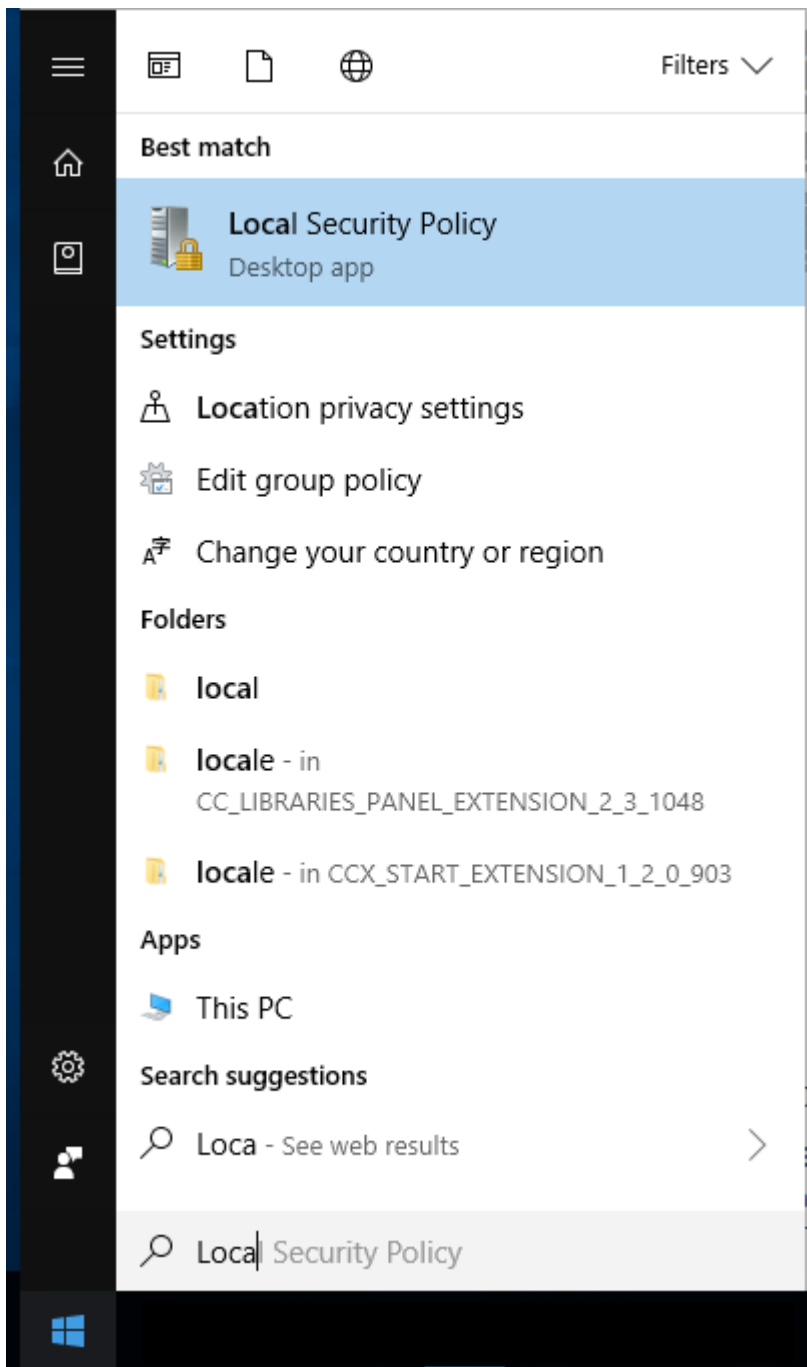 Filters
Best match
Local Security Policy
Desktop app
Settings
Location privacy settings
Edit group policy
A字 Change your country or region
Folders
local
locale - in
CC_LIBRARIES_PANEL_EXTENSION_2_3_1048
locale - in CCX_START_EXTENSION_1_2_0_903
Apps
This PC
Search suggestions
Loca - See web results
Local Security Policy